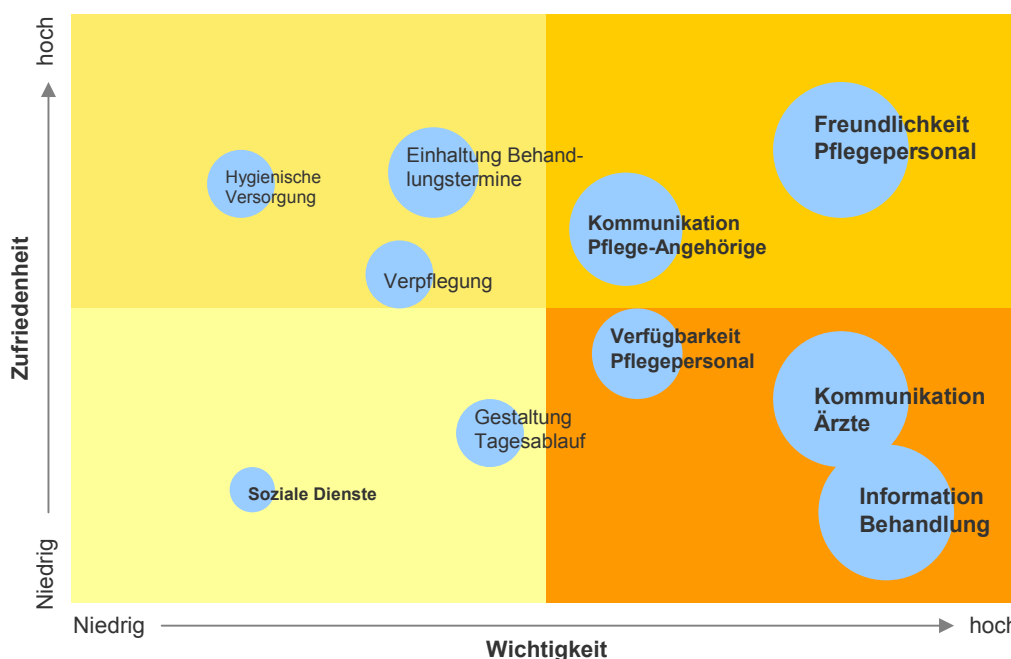 hoch
Zufriedenheit
Niedrig
Freundlichkeit
Pflegepersonal
Einhaltung Behand-
lungstermine
Hygienische
Versorgung
Kommunikation
Pflege-Angehörige
Verpflegung
Verfügbarkeit
Pflegepersonal
Kommunikation
Ärzte
Gestaltung
Tagesablauf
Soziale Dienste
Information
Behandlung
Niedrig
hoch
Wichtigkeit